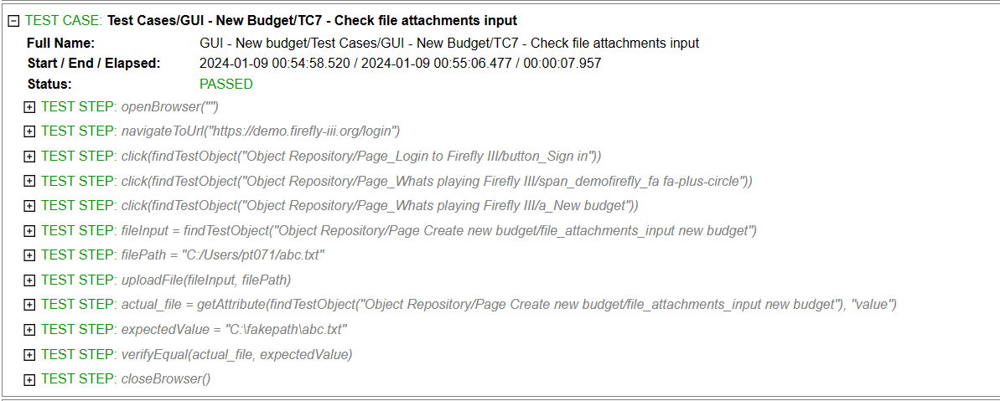 TEST CASE: Test Cases/GUI - New Budget/TC7 - Check file attachments input
Full Name: GUI - New budget/Test Cases/GUI - New Budget/TC7 - Check file attachments input
Start / End / Elapsed: 2024-01-09 00:54:58.520 / 2024-01-09 00:55:06.477 / 00:00:07.957
Status: PASSED
TEST STEP: openBrowser("")
TEST STEP: navigateToUrl("https://demo.firefly-iii.org/login")
TEST STEP: click(findTestObject("Object Repository/Page_Login to Firefly III/button_Sign in"))
TEST STEP: click(findTestObject("Object Repository/Page_Whats playing Firefly III/span_demofirefly_fa fa-plus-circle"))
TEST STEP: click(findTestObject("Object Repository/Page_Whats playing Firefly III/a_New budget"))
TEST STEP: fileInput = findTestObject("Object Repository/Page Create new budget/file_attachments_input new budget")
TEST STEP: filePath = "C:/Users/pt071/abc.txt"
TEST STEP: uploadFile(fileInput, filePath)
TEST STEP: actual_file = getAttribute(findTestObject("Object Repository/Page Create new budget/file_attachments_input new budget"), "value")
TEST STEP: expectedValue = "C:\fakepath\abc.txt"
TEST STEP: verifyEqual(actual_file, expectedValue)
TEST STEP: closeBrowser()